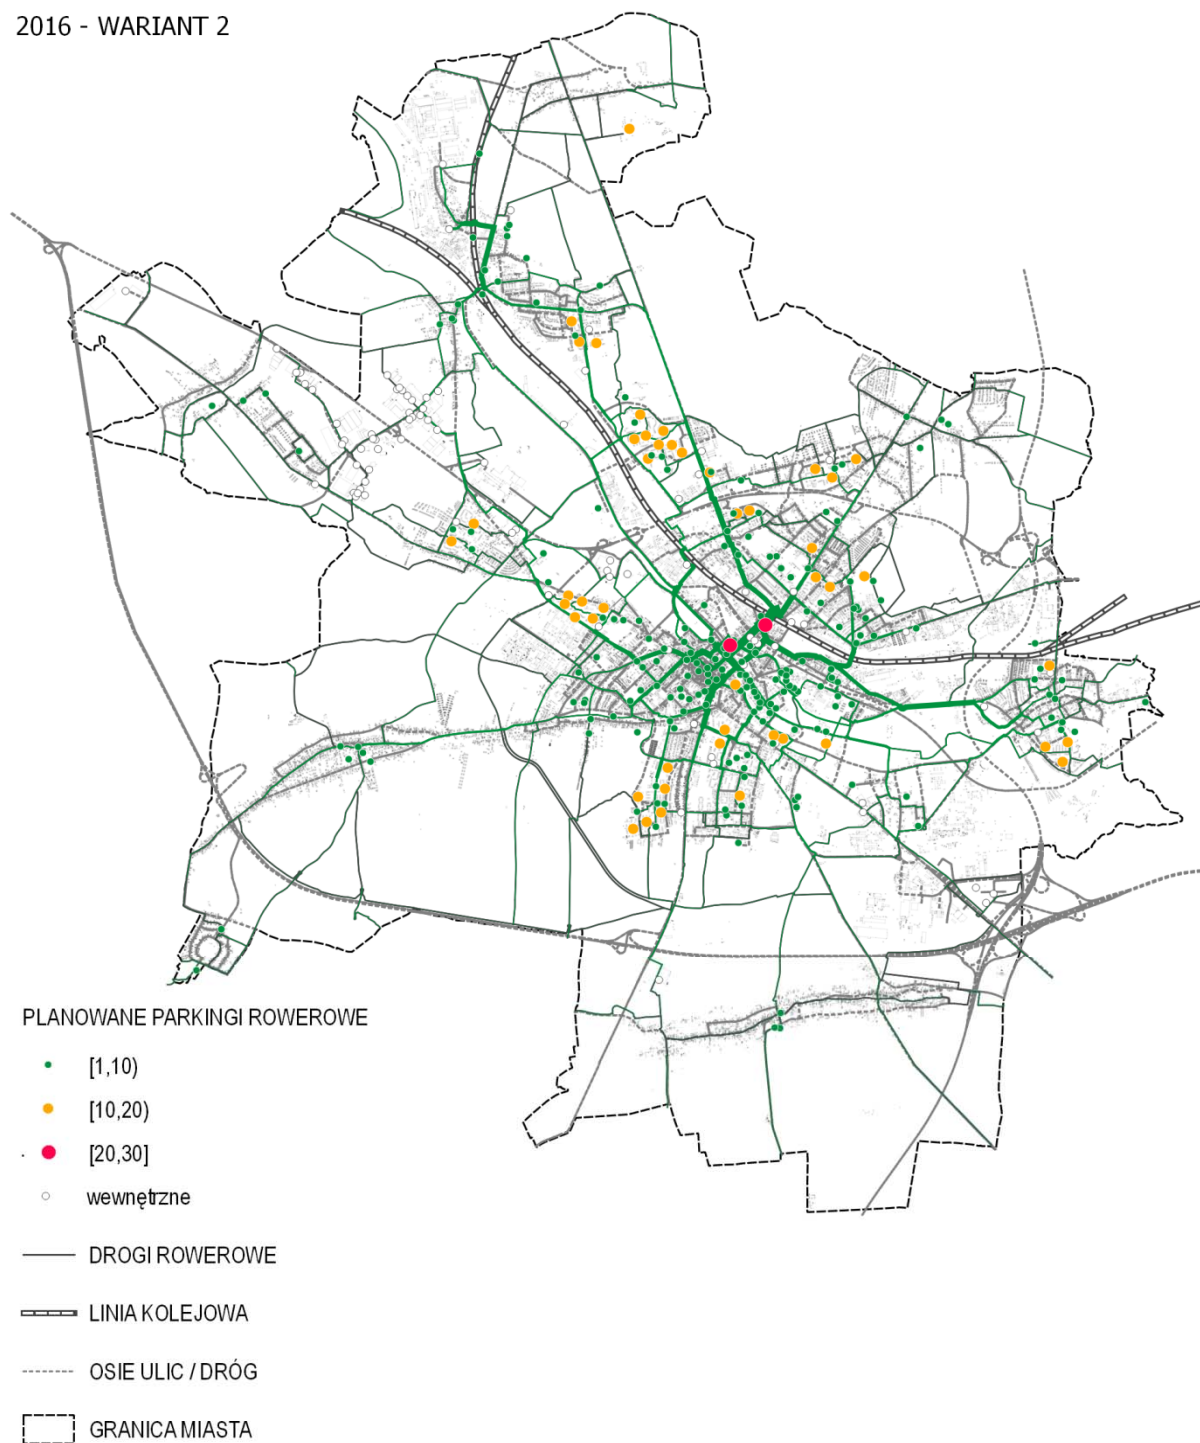 2016 - WARIANT 2
PLANOWANE PARKINGI ROWEROWE
[1,10)
[10,20)
[20,30]
wewnętrzne
DROGI ROWEROWE
LINIA KOLEJOWA
OSIE ULIC / DRÓG
GRANICA MIASTA